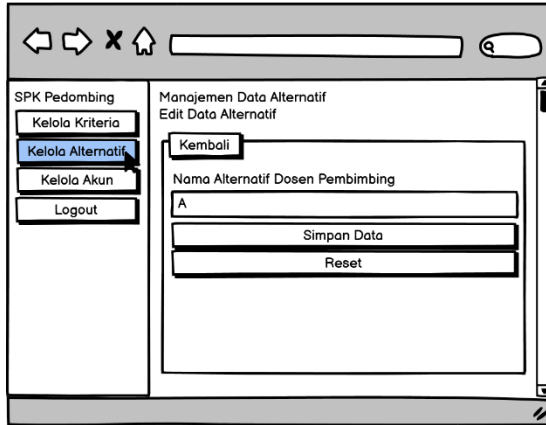 SPK Pedombing
Kelola Kriteria
Kelola Alternatif
Kelola Akun
Logout
Manajemen Data Alternatif
Edit Data Alternatif
Kembali
Nama Alternatif Dosen Pembimbing
A
Simpan Data
Reset